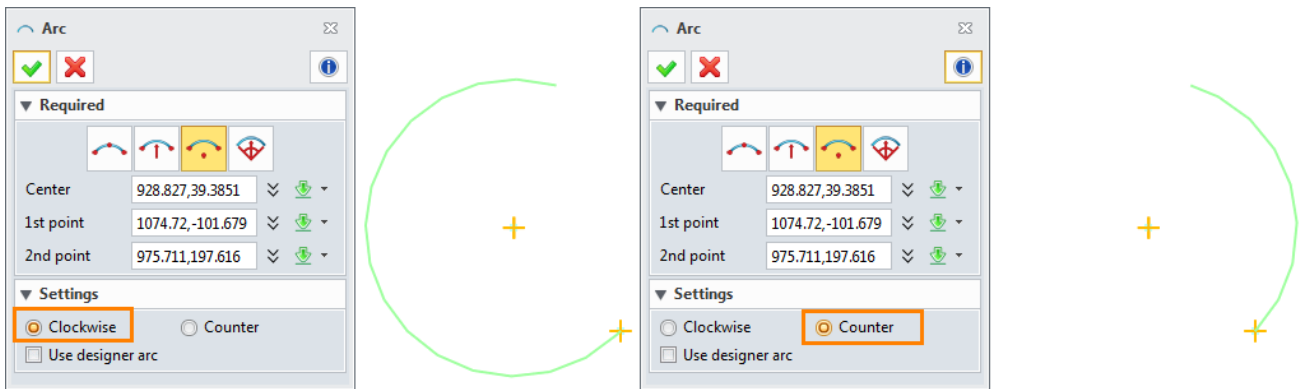 Arc
Required
Center 928.827,39.3851
1st point 1074.72,-101.679
2nd point 975.711,197.616
Settings
Clockwise Counter
Use designer arc
Arc
Required
Center 928.827,39.3851
1st point 1074.72,-101.679
2nd point 975.711,197.616
Settings
Clockwise Counter
Use designer arc